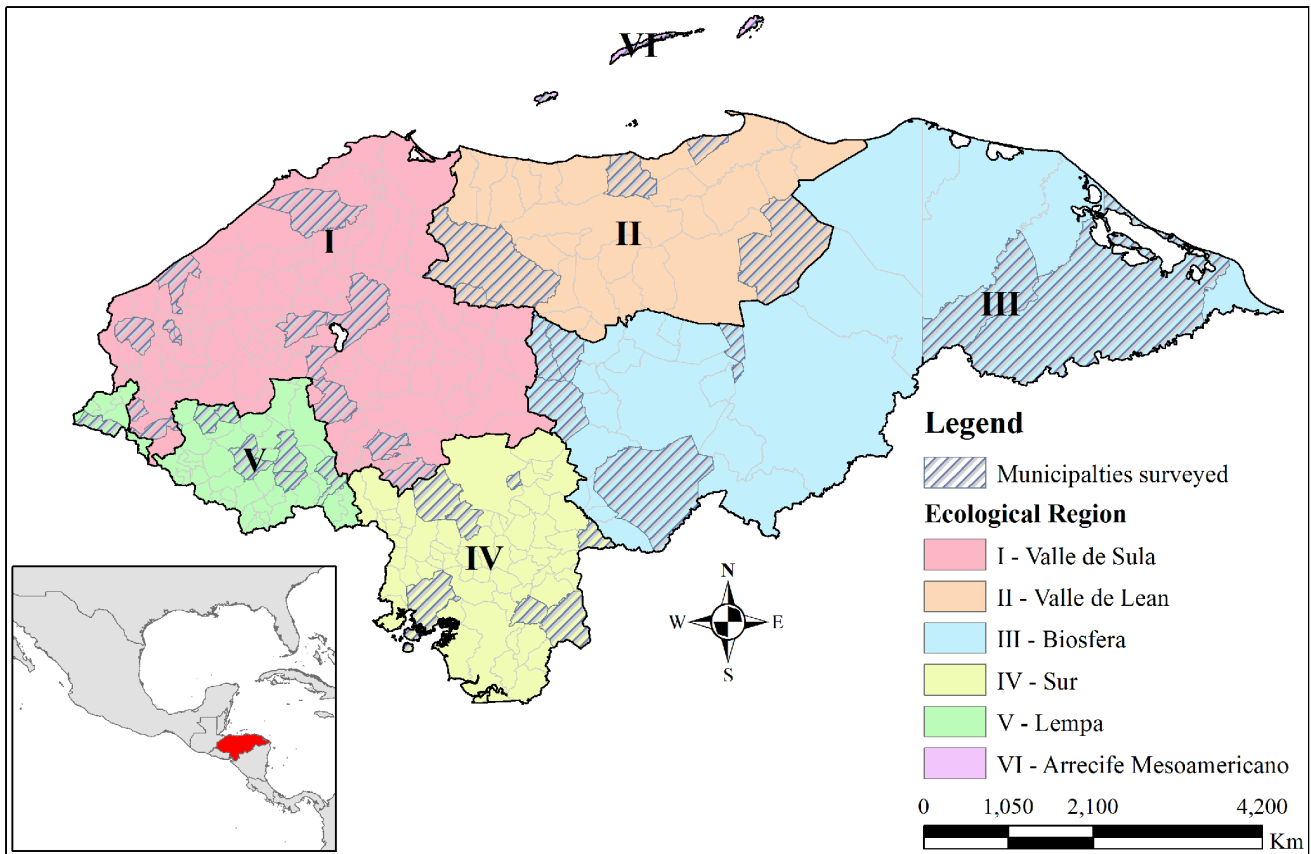 VI
I
II
III
V
IV
N
W
E
S
Legend
Municipalties surveyed
Ecological Region
I - Valle de Sula
II - Valle de Lean
III - Biosfera
IV - Sur
V - Lempa
VI - Arrecife Mesoamericano
0 1,050 2,100 4,200
Km